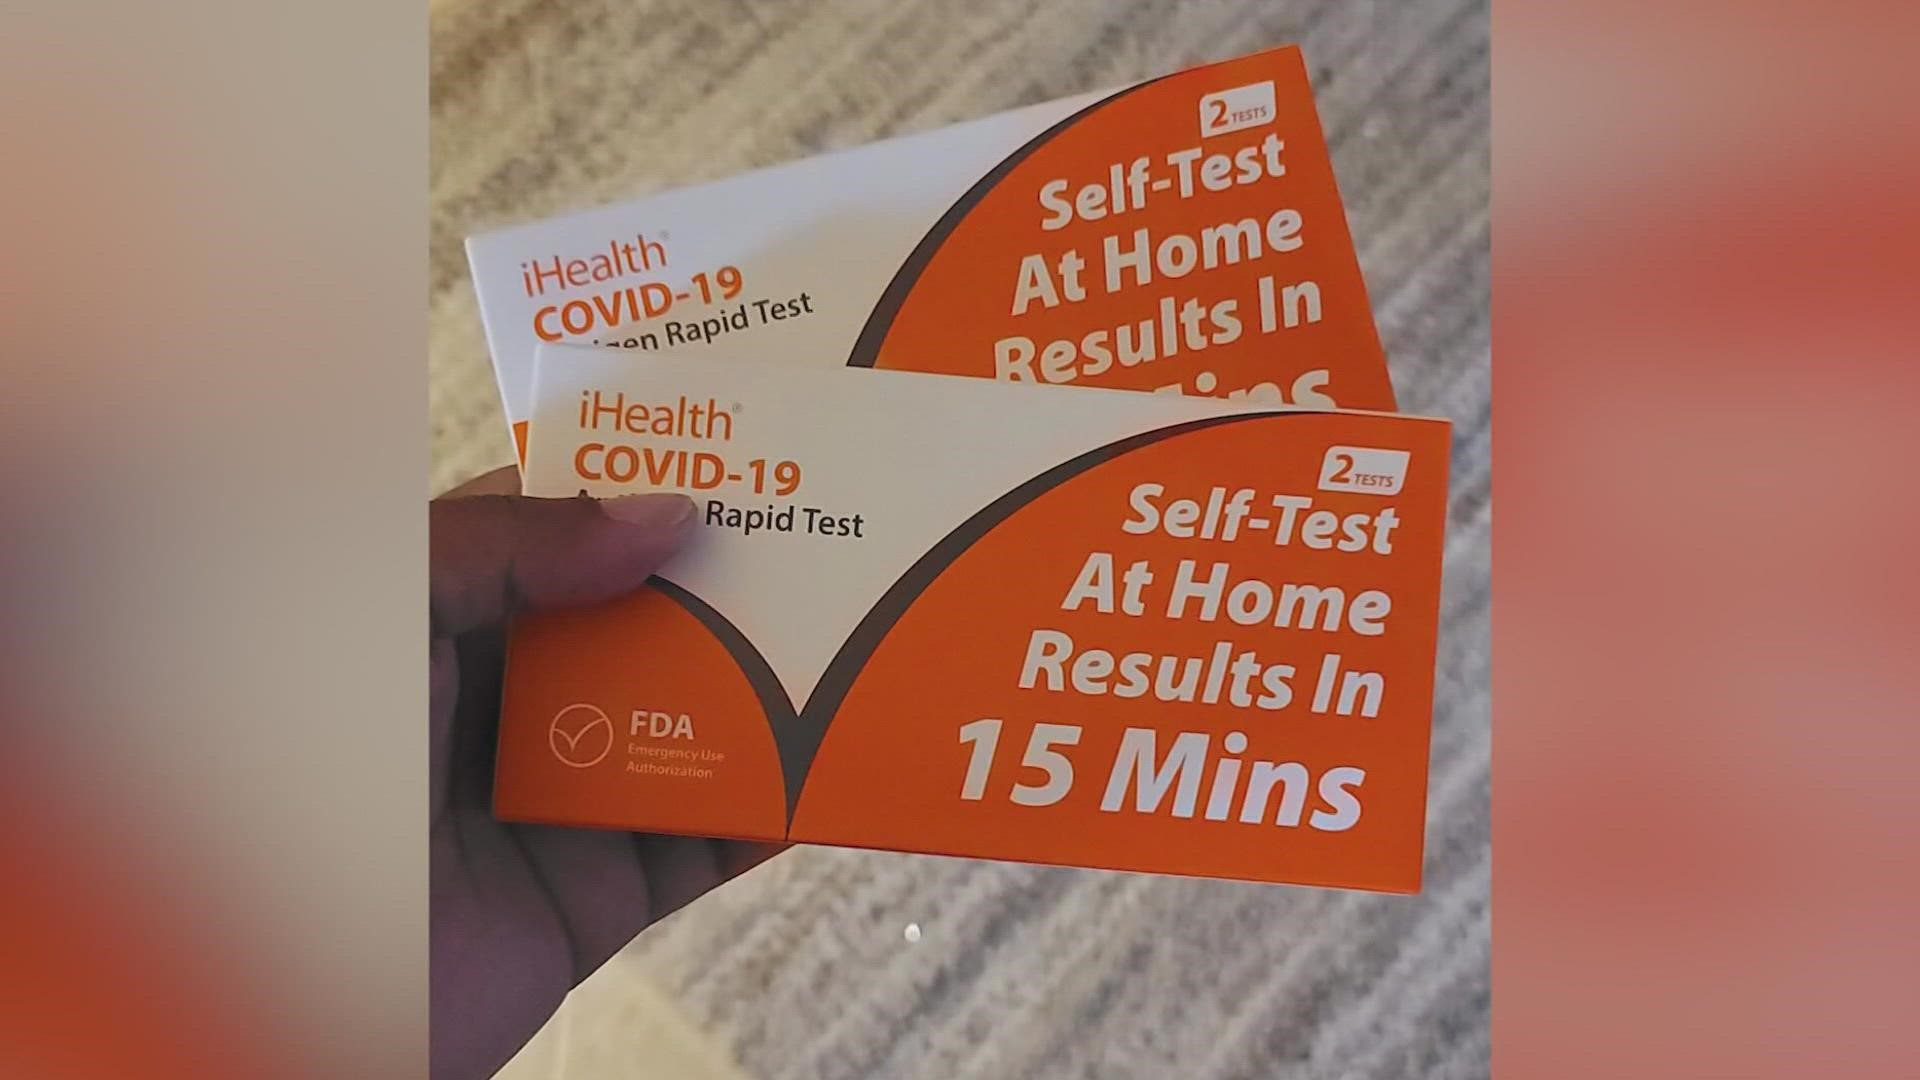 iHealth®
COVID-19
Rapid Test
2 TESTS
Self-Test
At Home
Results In
iHealth®
COVID-19
Rapid Test
FDA
Emergency Use
Authorization
2 TESTS
Self-Test
At Home
Results In
15 Mins